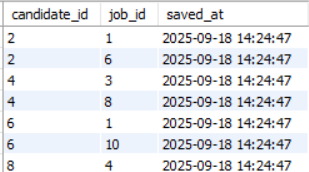 candidate_id job_id saved_at
2 1 2025-09-18 14:24:47
2 6 2025-09-18 14:24:47
4 3 2025-09-18 14:24:47
4 8 2025-09-18 14:24:47
6 1 2025-09-18 14:24:47
6 10 2025-09-18 14:24:47
8 4 2025-09-18 14:24:47